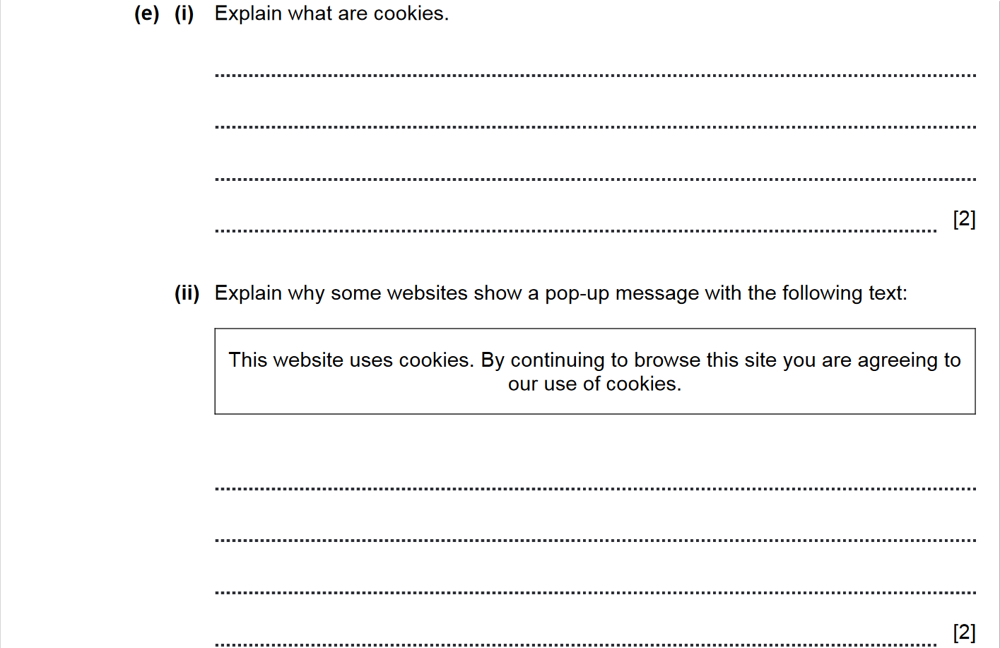 (e) (i) Explain what are cookies.
[2]
(ii) Explain why some websites show a pop-up message with the following text:
This website uses cookies. By continuing to browse this site you are agreeing to
our use of cookies.
[2]